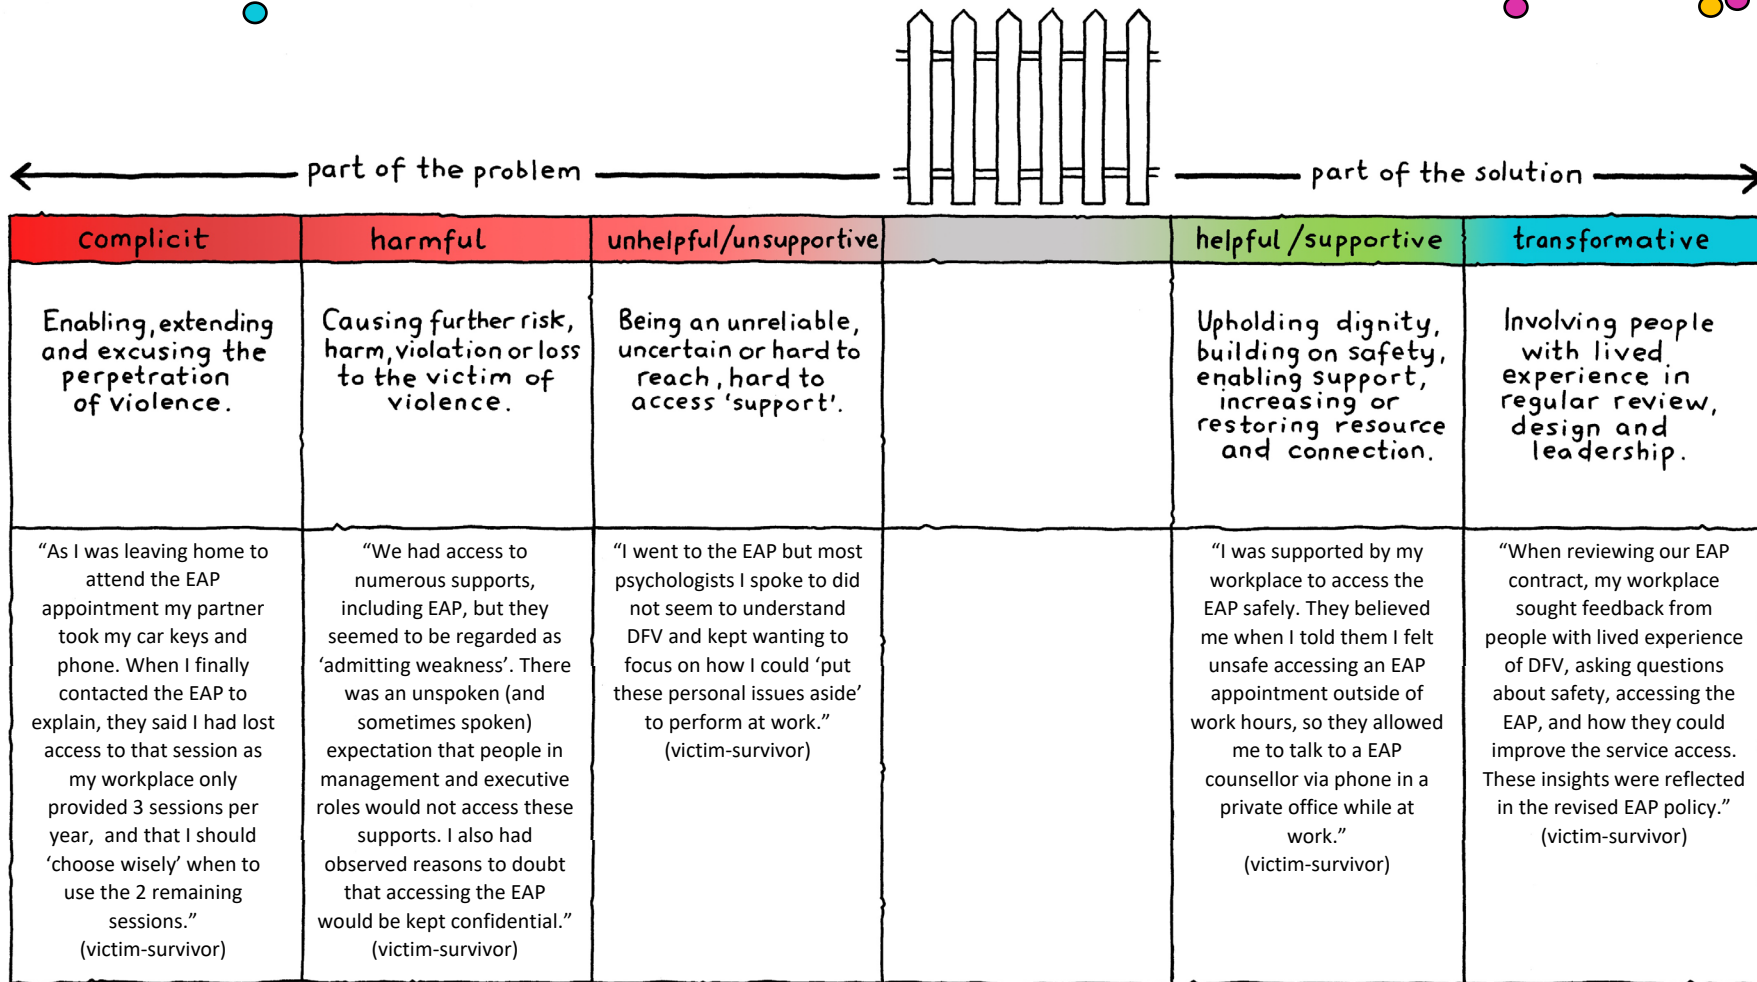 part of the problem
part of the solution
complicit
harmful
unhelpful/unsupportive
helpful/supportive
transformative
Enabling, extending
and excusing the
perpetration
of violence.
Causing further risk,
harm, violation or loss
to the victim of
violence.
Being an unreliable,
uncertain or hard to
reach, hard to
access 'support'.
Upholding dignity,
building on safety,
enabling support,
increasing or
restoring resource
and connection.
Involving people
with lived
experience in
regular review,
design and
leadership.
“As I was leaving home to
attend the EAP
appointment my partner
took my car keys and
phone. When I finally
contacted the EAP to
explain, they said I had lost
access to that session as
my workplace only
provided 3 sessions per
year, and that I should
‘choose wisely’ when to
use the 2 remaining
sessions.”
(victim-survivor)
“We had access to
numerous supports,
including EAP, but they
seemed to be regarded as
‘admitting weakness’. There
was an unspoken (and
sometimes spoken)
expectation that people in
management and executive
roles would not access these
supports. I also had
observed reasons to doubt
that accessing the EAP
would be kept confidential.”
(victim-survivor)
“I went to the EAP but most
psychologists I spoke to did
not seem to understand
DFV and kept wanting to
focus on how I could ‘put
these personal issues aside’
to perform at work.”
(victim-survivor)
“I was supported by my
workplace to access the
EAP safely. They believed
me when I told them I felt
unsafe accessing an EAP
appointment outside of
work hours, so they allowed
me to talk to a EAP
counsellor via phone in a
private office while at
work.”
(victim-survivor)
“When reviewing our EAP
contract, my workplace
sought feedback from
people with lived experience
of DFV, asking questions
about safety, accessing the
EAP, and how they could
improve the service access.
These insights were reflected
in the revised EAP policy.”
(victim-survivor)